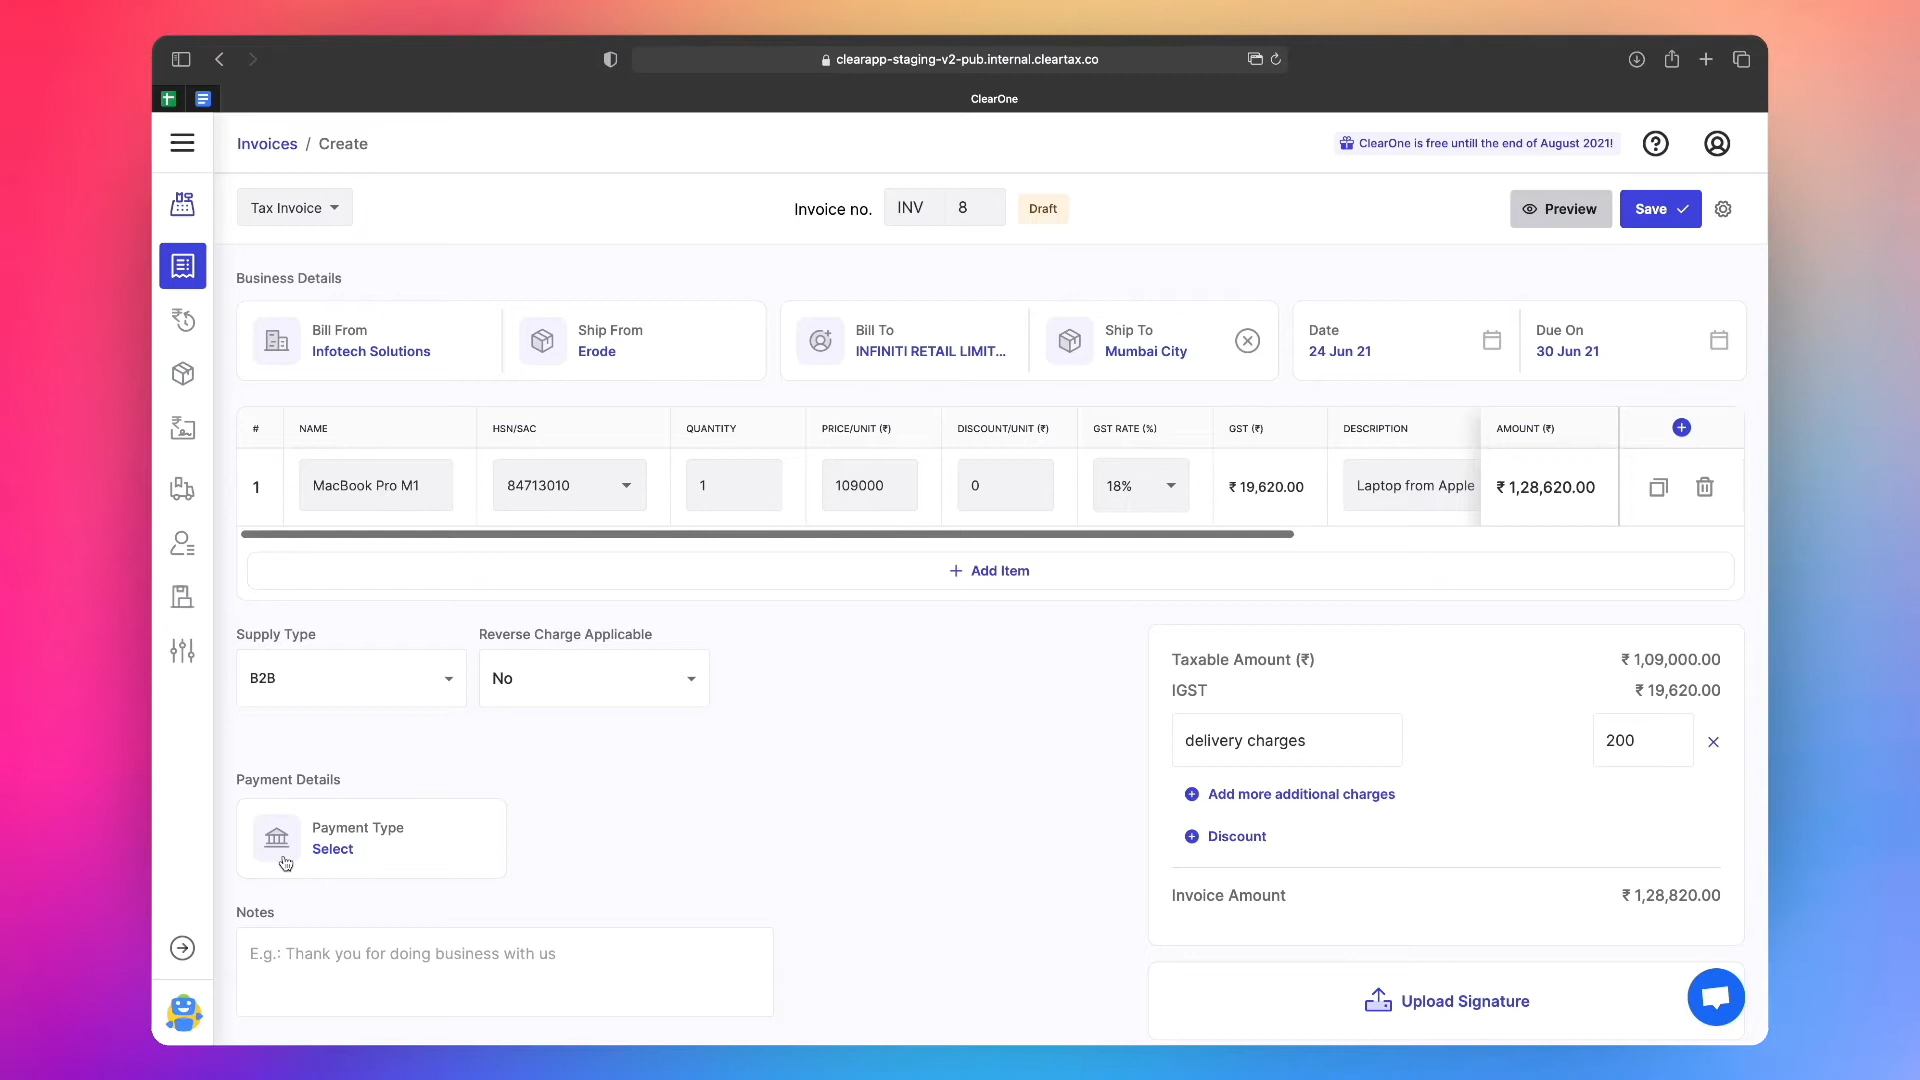 clearapp-staging-v2-pub.internal.cleartax.co
ClearOne
Invoices / Create
ClearOne is free untill the end of August 2021!
Tax Invoice
Invoice no. INV 8 Draft
Preview
Save
Business Details
Bill From
Infotech Solutions
Ship From
Erode
Bill To
INFINITI RETAIL LIMIT...
Ship To
Mumbai City
Date
24 Jun 21
Due On
30 Jun 21
# NAME HSN/SAC QUANTITY PRICE/UNIT (₹) DISCOUNT/UNIT (₹) GST RATE (%) GST (₹) DESCRIPTION AMOUNT (₹)
1 MacBook Pro M1 84713010 1 109000 0 18% ₹ 19,620.00 Laptop from Apple ₹ 1,28,620.00
Add Item
Supply Type
B2B
Reverse Charge Applicable
No
Payment Details
Payment Type
Select
Notes
E.g.: Thank you for doing business with us
Taxable Amount (₹) ₹ 1,09,000.00
IGST ₹ 19,620.00
delivery charges 200
Add more additional charges
Discount
Invoice Amount ₹ 1,28,820.00
Upload Signature